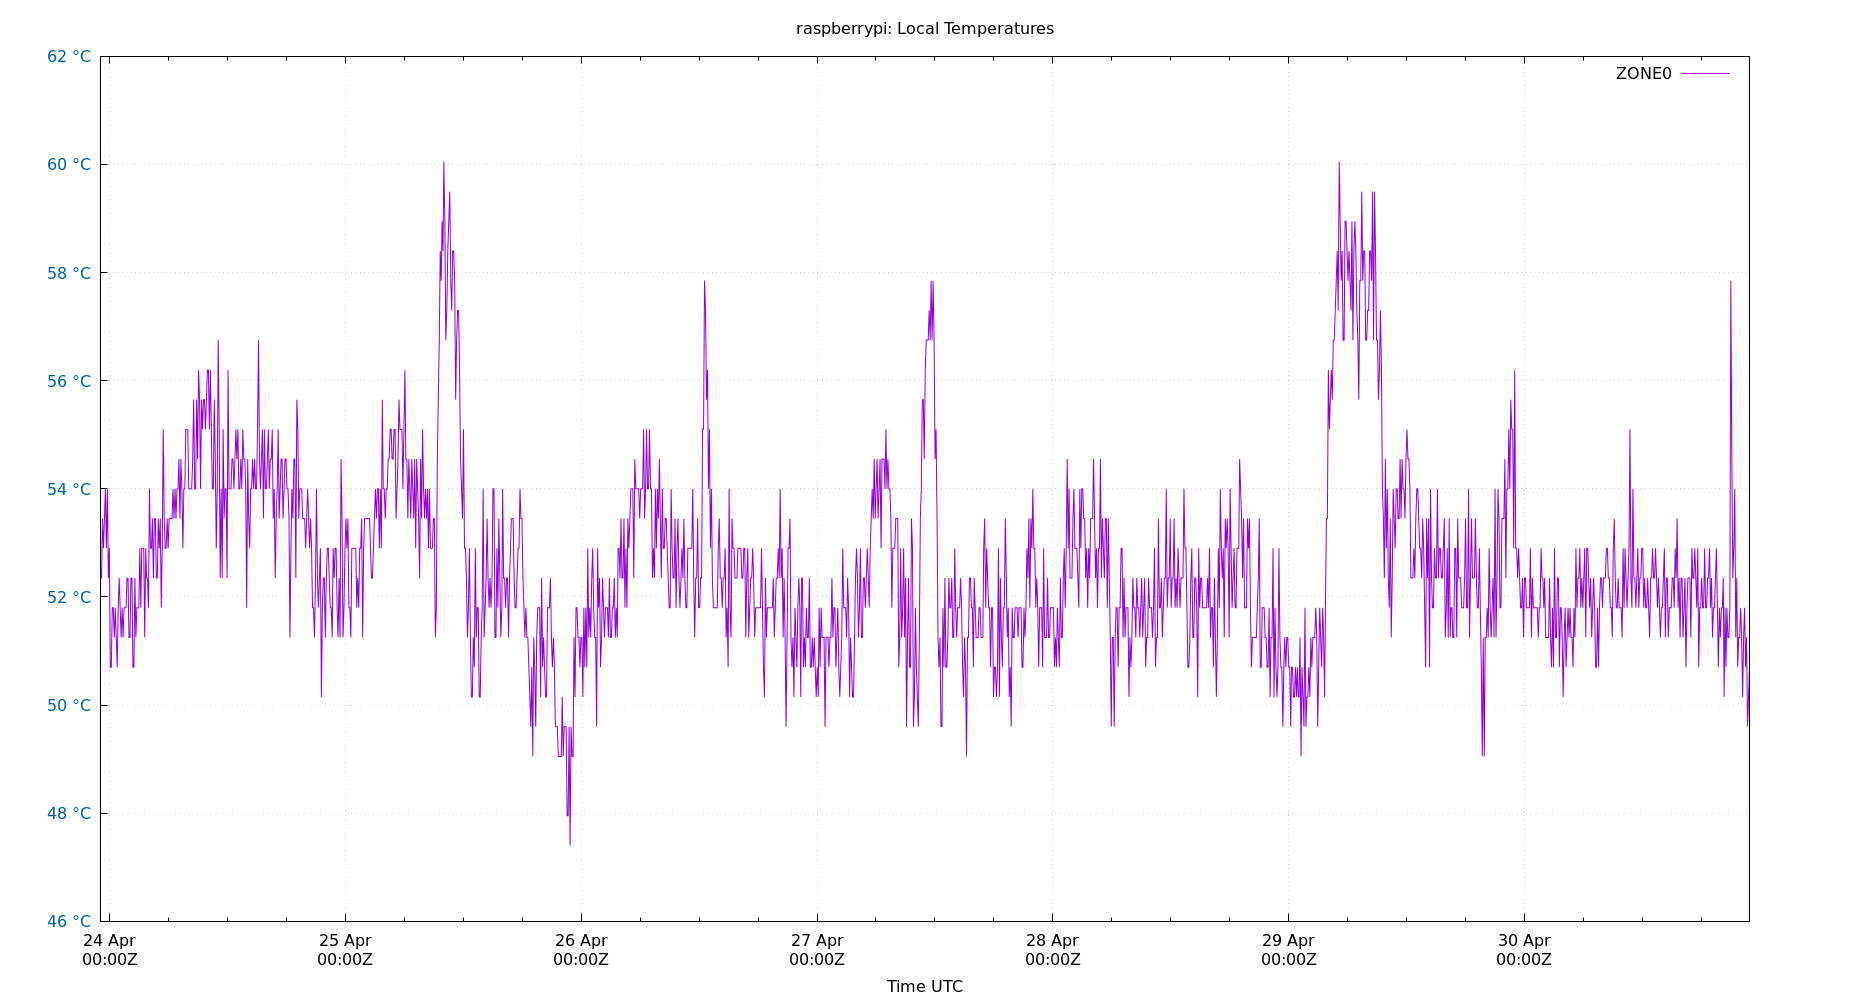 raspberrypi: Local Temperatures
62 °C
ZONE0
60 °C
58 °C
56 °C
54 °C
52 °C
50 °C
48 °C
46 °C
24 Apr 25 Apr 26 Apr 27 Apr 28 Apr 29 Apr 30 Apr
00:00Z 00:00Z 00:00Z 00:00Z 00:00Z 00:00Z 00:00Z
Time UTC